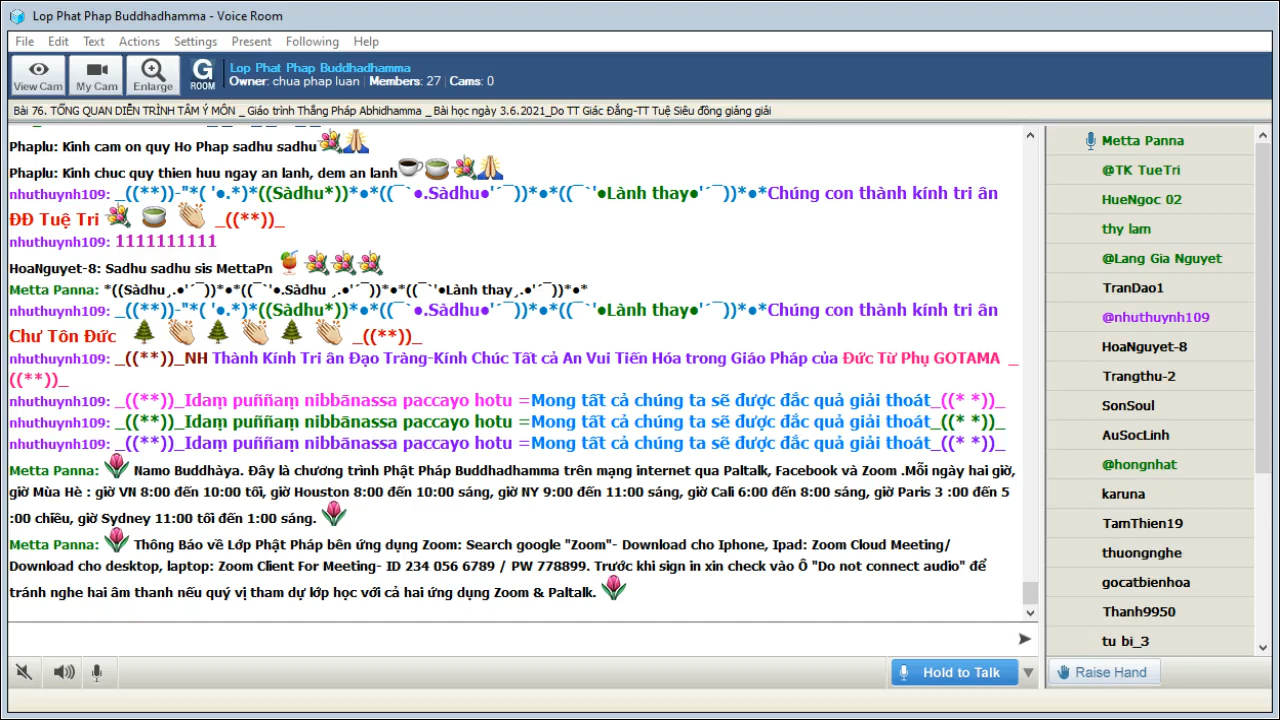 Lop Phat Phap Buddhadhamma - Voice Room
File Edit Text Actions Settings Present Following Help
View Cam My Cam Enlarge G ROOM
Lop Phat Phap Buddhadhamma
Owner: chua phap luan | Members: 27 | Cams: 0
Bài 76. TỔNG QUAN DIỄN TRÌNH TÂM Ý MÔN _ Giáo trình Thắng Pháp Abhidhamma _ Bài học ngày 3.6.2021_Do TT Giác Đẳng-TT Tuệ Siêu đồng giảng giải
Phaplu: Kinh cam on quy Ho Phap sadhu sadhu
Phaplu: Kinh chuc quy thien huu ngay an lanh, dem an lanh
nhuthuynh109: _((**))-"*( '●.*)*((Sàdhu*))*●*((¯`●.Sàdhu●'´¯))*●*((¯`'●Lành thay●'´¯))*●*Chúng con thành kính tri ân
ĐĐ Tuệ Tri _((**))_
nhuthuynh109: 1111111111
HoaNguyet-8: Sadhu sadhu sis MettaPn
Metta Panna: *((Sàdhu¸.●'´¯))*●*((¯`'●.Sàdhu ¸.●'´¯))*●*((¯`'●Lành thay¸.●'´¯))*●*
nhuthuynh109: _((**))-"*( '●.*)*((Sàdhu*))*●*((¯`●.Sàdhu●'´¯))*●*((¯`'●Lành thay●'´¯))*●*Chúng con thành kính tri ân
Chư Tôn Đức _((**))_
nhuthuynh109: _((**))_NH Thành Kính Tri ân Đạo Tràng-Kính Chúc Tất cả An Vui Tiến Hóa trong Giáo Pháp của Đức Từ Phụ GOTAMA _
((**))_
nhuthuynh109: _((**))_Idaṃ puññaṃ nibbānassa paccayo hotu =Mong tất cả chúng ta sẽ được đắc quả giải thoát_((* *))_
nhuthuynh109: _((**))_Idaṃ puññaṃ nibbānassa paccayo hotu =Mong tất cả chúng ta sẽ được đắc quả giải thoát_((* *))_
nhuthuynh109: _((**))_Idaṃ puññaṃ nibbānassa paccayo hotu =Mong tất cả chúng ta sẽ được đắc quả giải thoát_((* *))_
Metta Panna: Namo Buddhàya. Đây là chương trình Phật Pháp Buddhadhamma trên mạng internet qua Paltalk, Facebook và Zoom .Mỗi ngày hai giờ,
giờ Mùa Hè : giờ VN 8:00 đến 10:00 tối, giờ Houston 8:00 đến 10:00 sáng, giờ NY 9:00 đến 11:00 sáng, giờ Cali 6:00 đến 8:00 sáng, giờ Paris 3 :00 đến 5
:00 chiều, giờ Sydney 11:00 tối đến 1:00 sáng.
Metta Panna: Thông Báo về Lớp Phật Pháp bên ứng dụng Zoom: Search google "Zoom"- Download cho Iphone, Ipad: Zoom Cloud Meeting/
Download cho desktop, laptop: Zoom Client For Meeting- ID 234 056 6789 / PW 778899. Trước khi sign in xin check vào Ô "Do not connect audio" để
tránh nghe hai âm thanh nếu quý vị tham dự lớp học với cả hai ứng dụng Zoom & Paltalk.
Hold to Talk
Metta Panna
@TK TueTri
HueNgoc 02
thy lam
@Lang Gia Nguyet
TranDao1
@nhuthuynh109
HoaNguyet-8
Trangthu-2
SonSoul
AuSocLinh
@hongnhat
karuna
TamThien19
thuongnghe
gocatbienhoa
Thanh9950
tu bi_3
Raise Hand